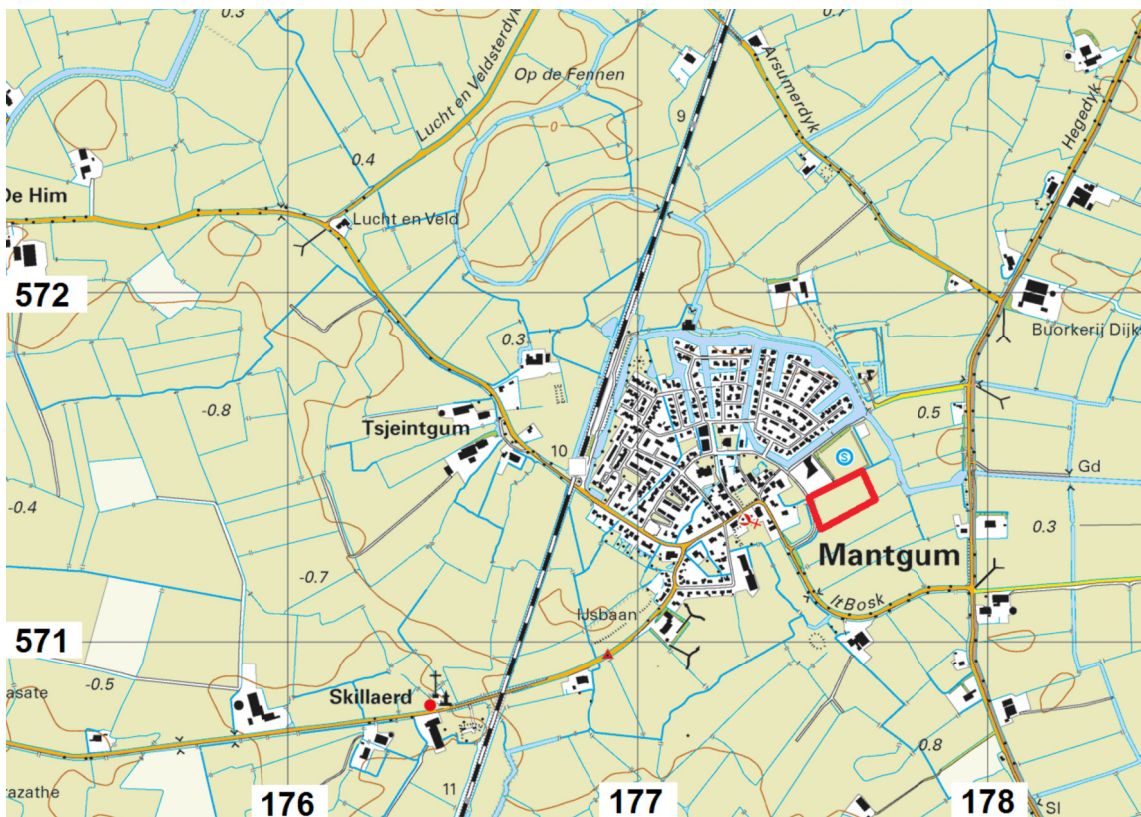 0.3
0.7
Lucht en Veldsterdyk
Op de Fennen
Arsumerdyk
Hegedyk
9
0
0.4
De Him
Lucht en Veld
572
Buorkerij Dijk
0.3
-0.8
Tsjeintgum
0.5
10
S
Gd
-0.4
0.3
Mantgum
-0.7
It Bosk
IJsbaan
571
-0.5
asate
Skillaerd
0.8
11
azathe
176
177
178
Sl